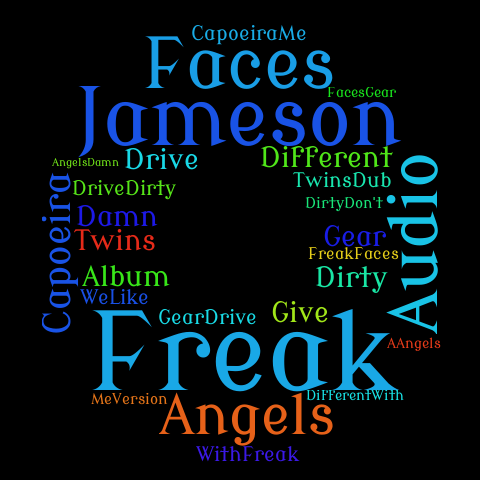 CapoeiraMe
Faces
FacesGear
Jameson
AngelsDamn
Drive
Different
DriveDirty
TwinsDub
DirtyDon't
Capoeira
Audio
Damn
Twins
Gear
FreakFaces
Album
Dirty
WeLike
GearDrive
Give
Freak
AAngels
MeVersion
DifferentWith
Angels
WithFreak